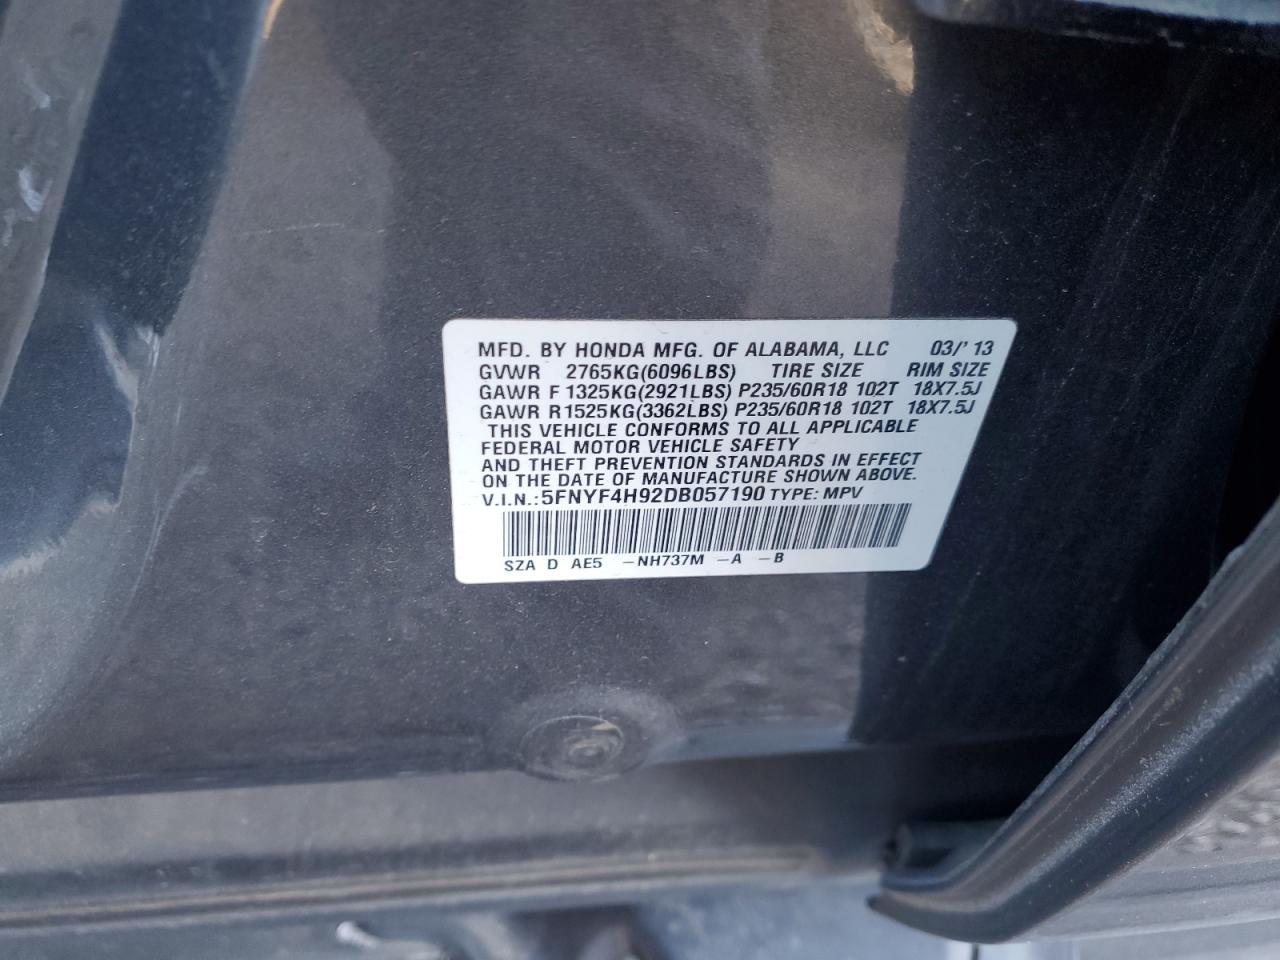 MFD. BY HONDA MFG. OF ALABAMA, LLC 03/'13
GVWR 2765KG(6096LBS) TIRE SIZE RIM SIZE
GAWR F 1325KG(2921LBS) P235/60R18 102T 18X7.5J
GAWR R1525KG(3362LBS) P235/60R18 102T 18X7.5J
THIS VEHICLE CONFORMS TO ALL APPLICABLE
FEDERAL MOTOR VEHICLE SAFETY
AND THEFT PREVENTION STANDARDS IN EFFECT
ON THE DATE OF MANUFACTURE SHOWN ABOVE.
V.I.N.:5FNYF4H92DB057190 TYPE: MPV
SZA D AE5 -NH737M -A -B